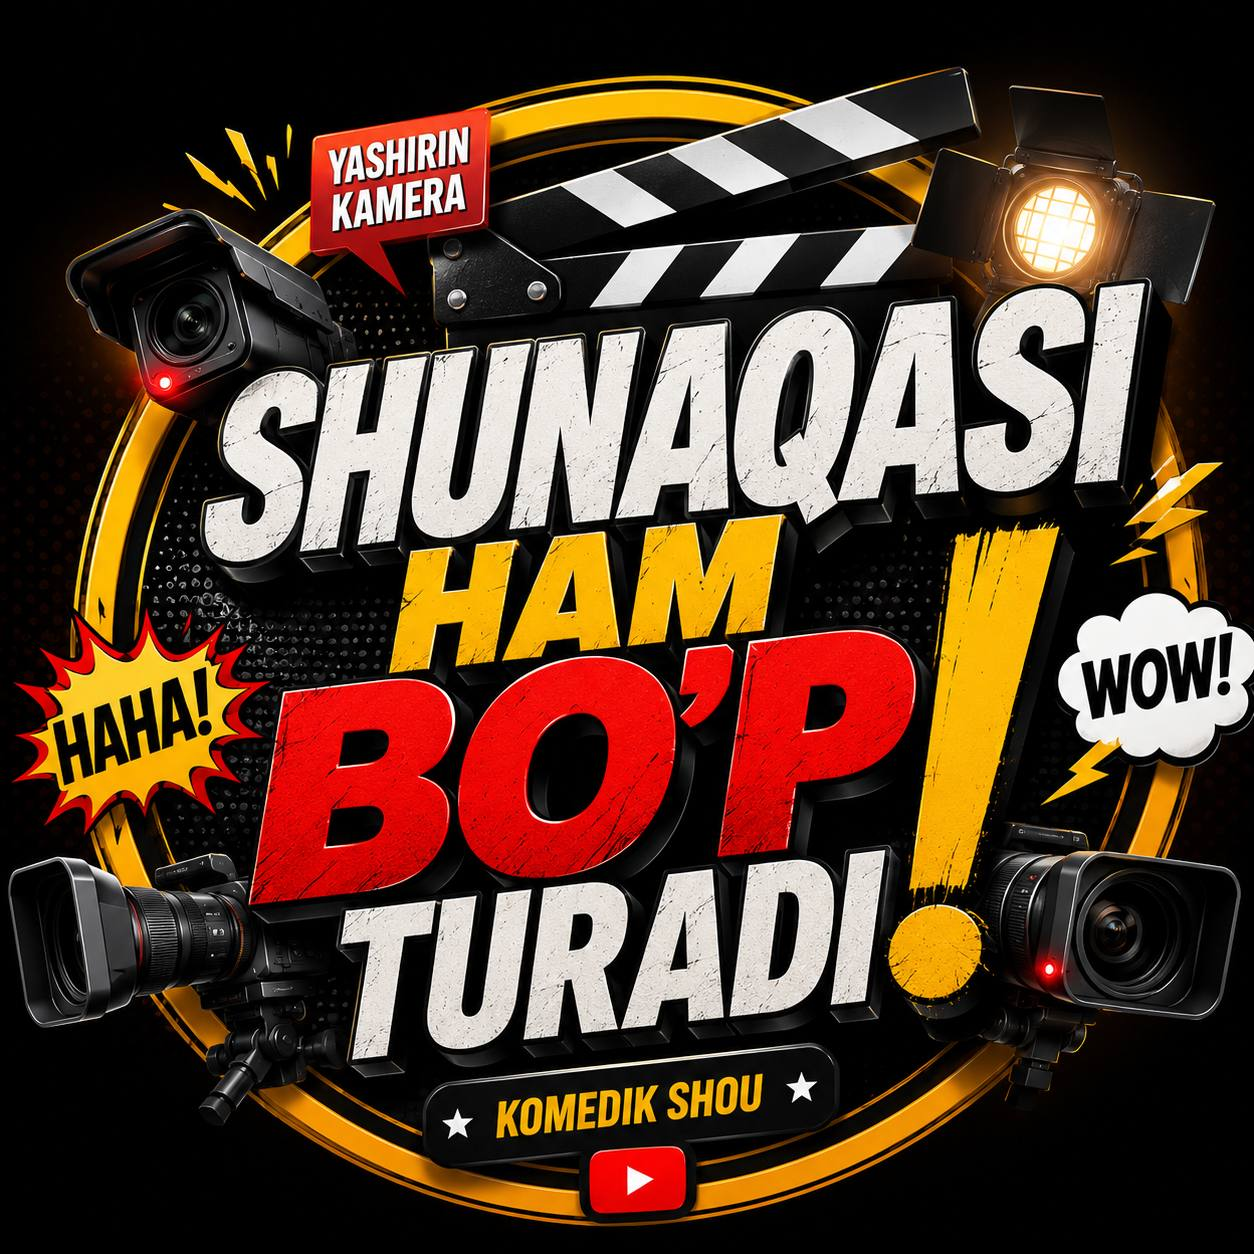 YASHIRIN
KAMERA
SHUNAQASI
HAM
BO'P
TURADI!
HAHA!
WOW!
KOMEDIK SHOU